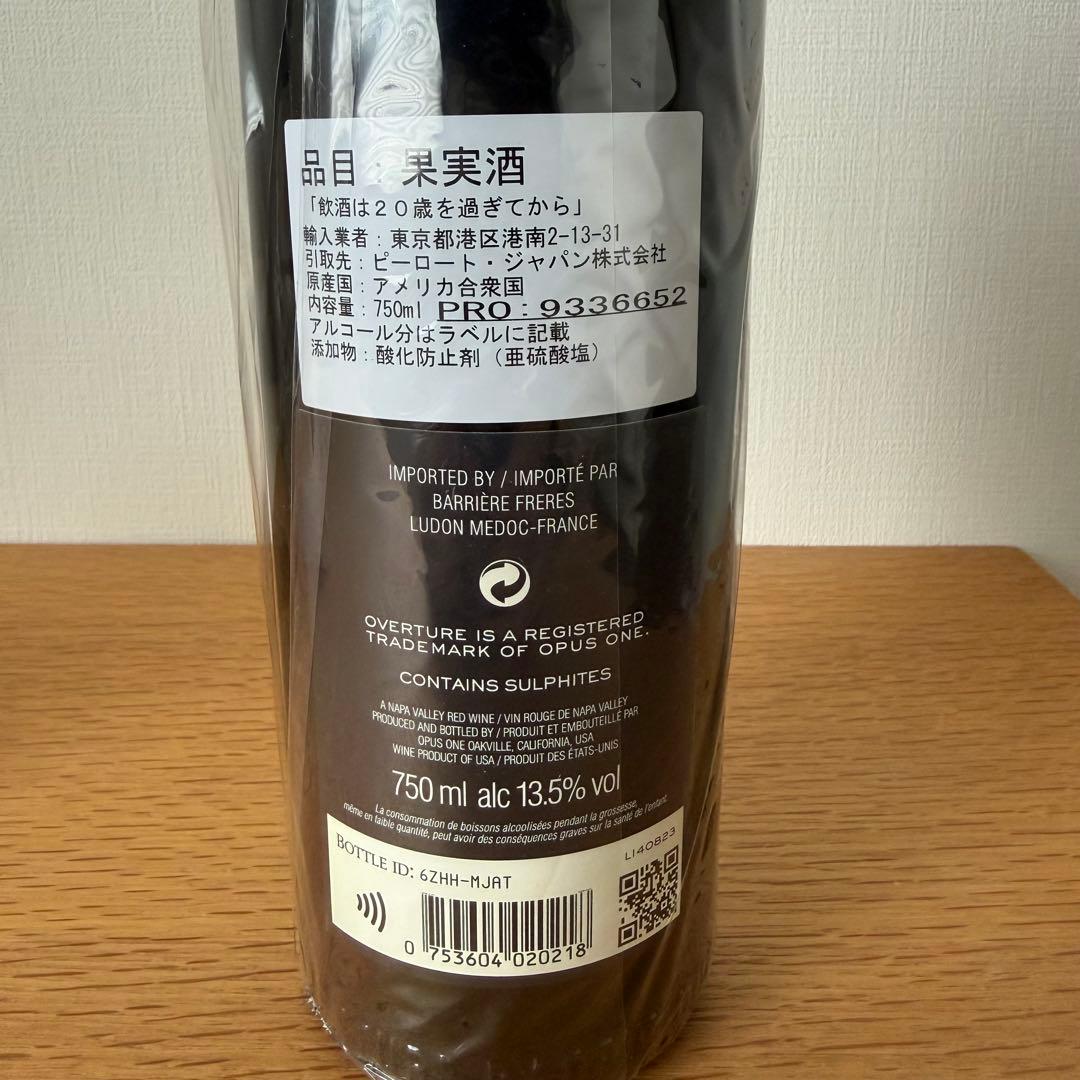 品目：果実酒
「飲酒は２０歳を過ぎてから」
輸入業者：東京都港区港南2-13-31
引取先：ピーロート・ジャパン株式会社
原産国：アメリカ合衆国
内容量：750ml PRO：9336652
アルコール分はラベルに記載
添加物：酸化防止剤（亜硫酸塩）
IMPORTED BY / IMPORTÉ PAR
BARRIÈRE FRERES
LUDON MEDOC-FRANCE
OVERTURE IS A REGISTERED
TRADEMARK OF OPUS ONE.
CONTAINS SULPHITES
A NAPA VALLEY RED WINE / VIN ROUGE DE NAPA VALLEY
PRODUCED AND BOTTLED BY / PRODUIT ET EMBOUTEILLÉ PAR
OPUS ONE OAKVILLE, CALIFORNIA, USA
WINE PRODUCT OF USA / PRODUIT DES ÉTATS-UNIS
750 ml alc 13.5% vol
La consommation de boissons alcoolisées pendant la grossesse,
même en faible quantité, peut avoir des conséquences graves sur la santé de l'enfant.
BOTTLE ID: 6ZHH-MJAT
L140823
0 753604 020218